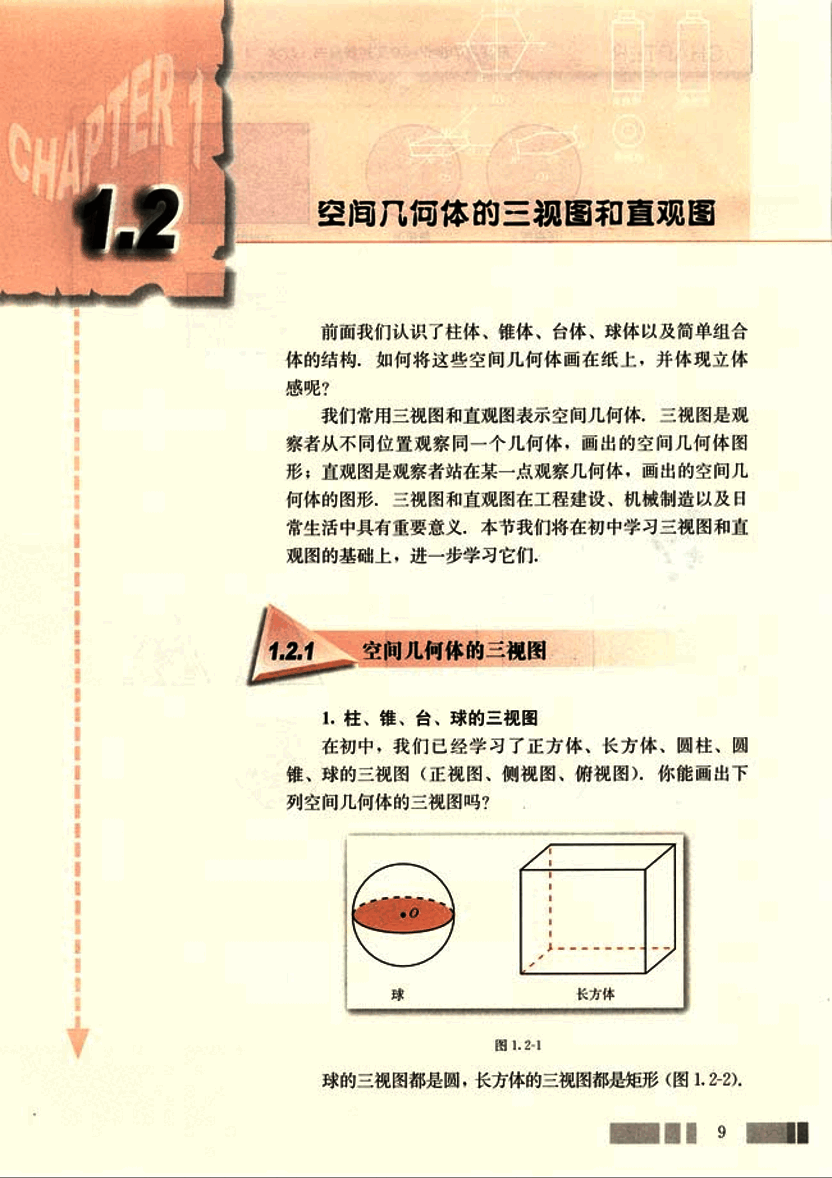 CHAPTER 1
1.2
空间几何体的三视图和直观图
前面我们认识了柱体、锥体、台体、球体以及简单组合
体的结构．如何将这些空间几何体画在纸上，并体现立体
感呢？
我们常用三视图和直观图表示空间几何体．三视图是观
察者从不同位置观察同一个几何体，画出的空间几何体图
形；直观图是观察者站在某一点观察几何体，画出的空间几
何体的图形．三视图和直观图在工程建设、机械制造以及日
常生活中具有重要意义．本节我们将在初中学习三视图和直
观图的基础上，进一步学习它们．
1.2.1
空间几何体的三视图
1. 柱、锥、台、球的三视图
在初中，我们已经学习了正方体、长方体、圆柱、圆
锥、球的三视图（正视图、侧视图、俯视图）．你能画出下
列空间几何体的三视图吗？
O
球
长方体
图 1.2-1
球的三视图都是圆，长方体的三视图都是矩形（图 1.2-2）．
9